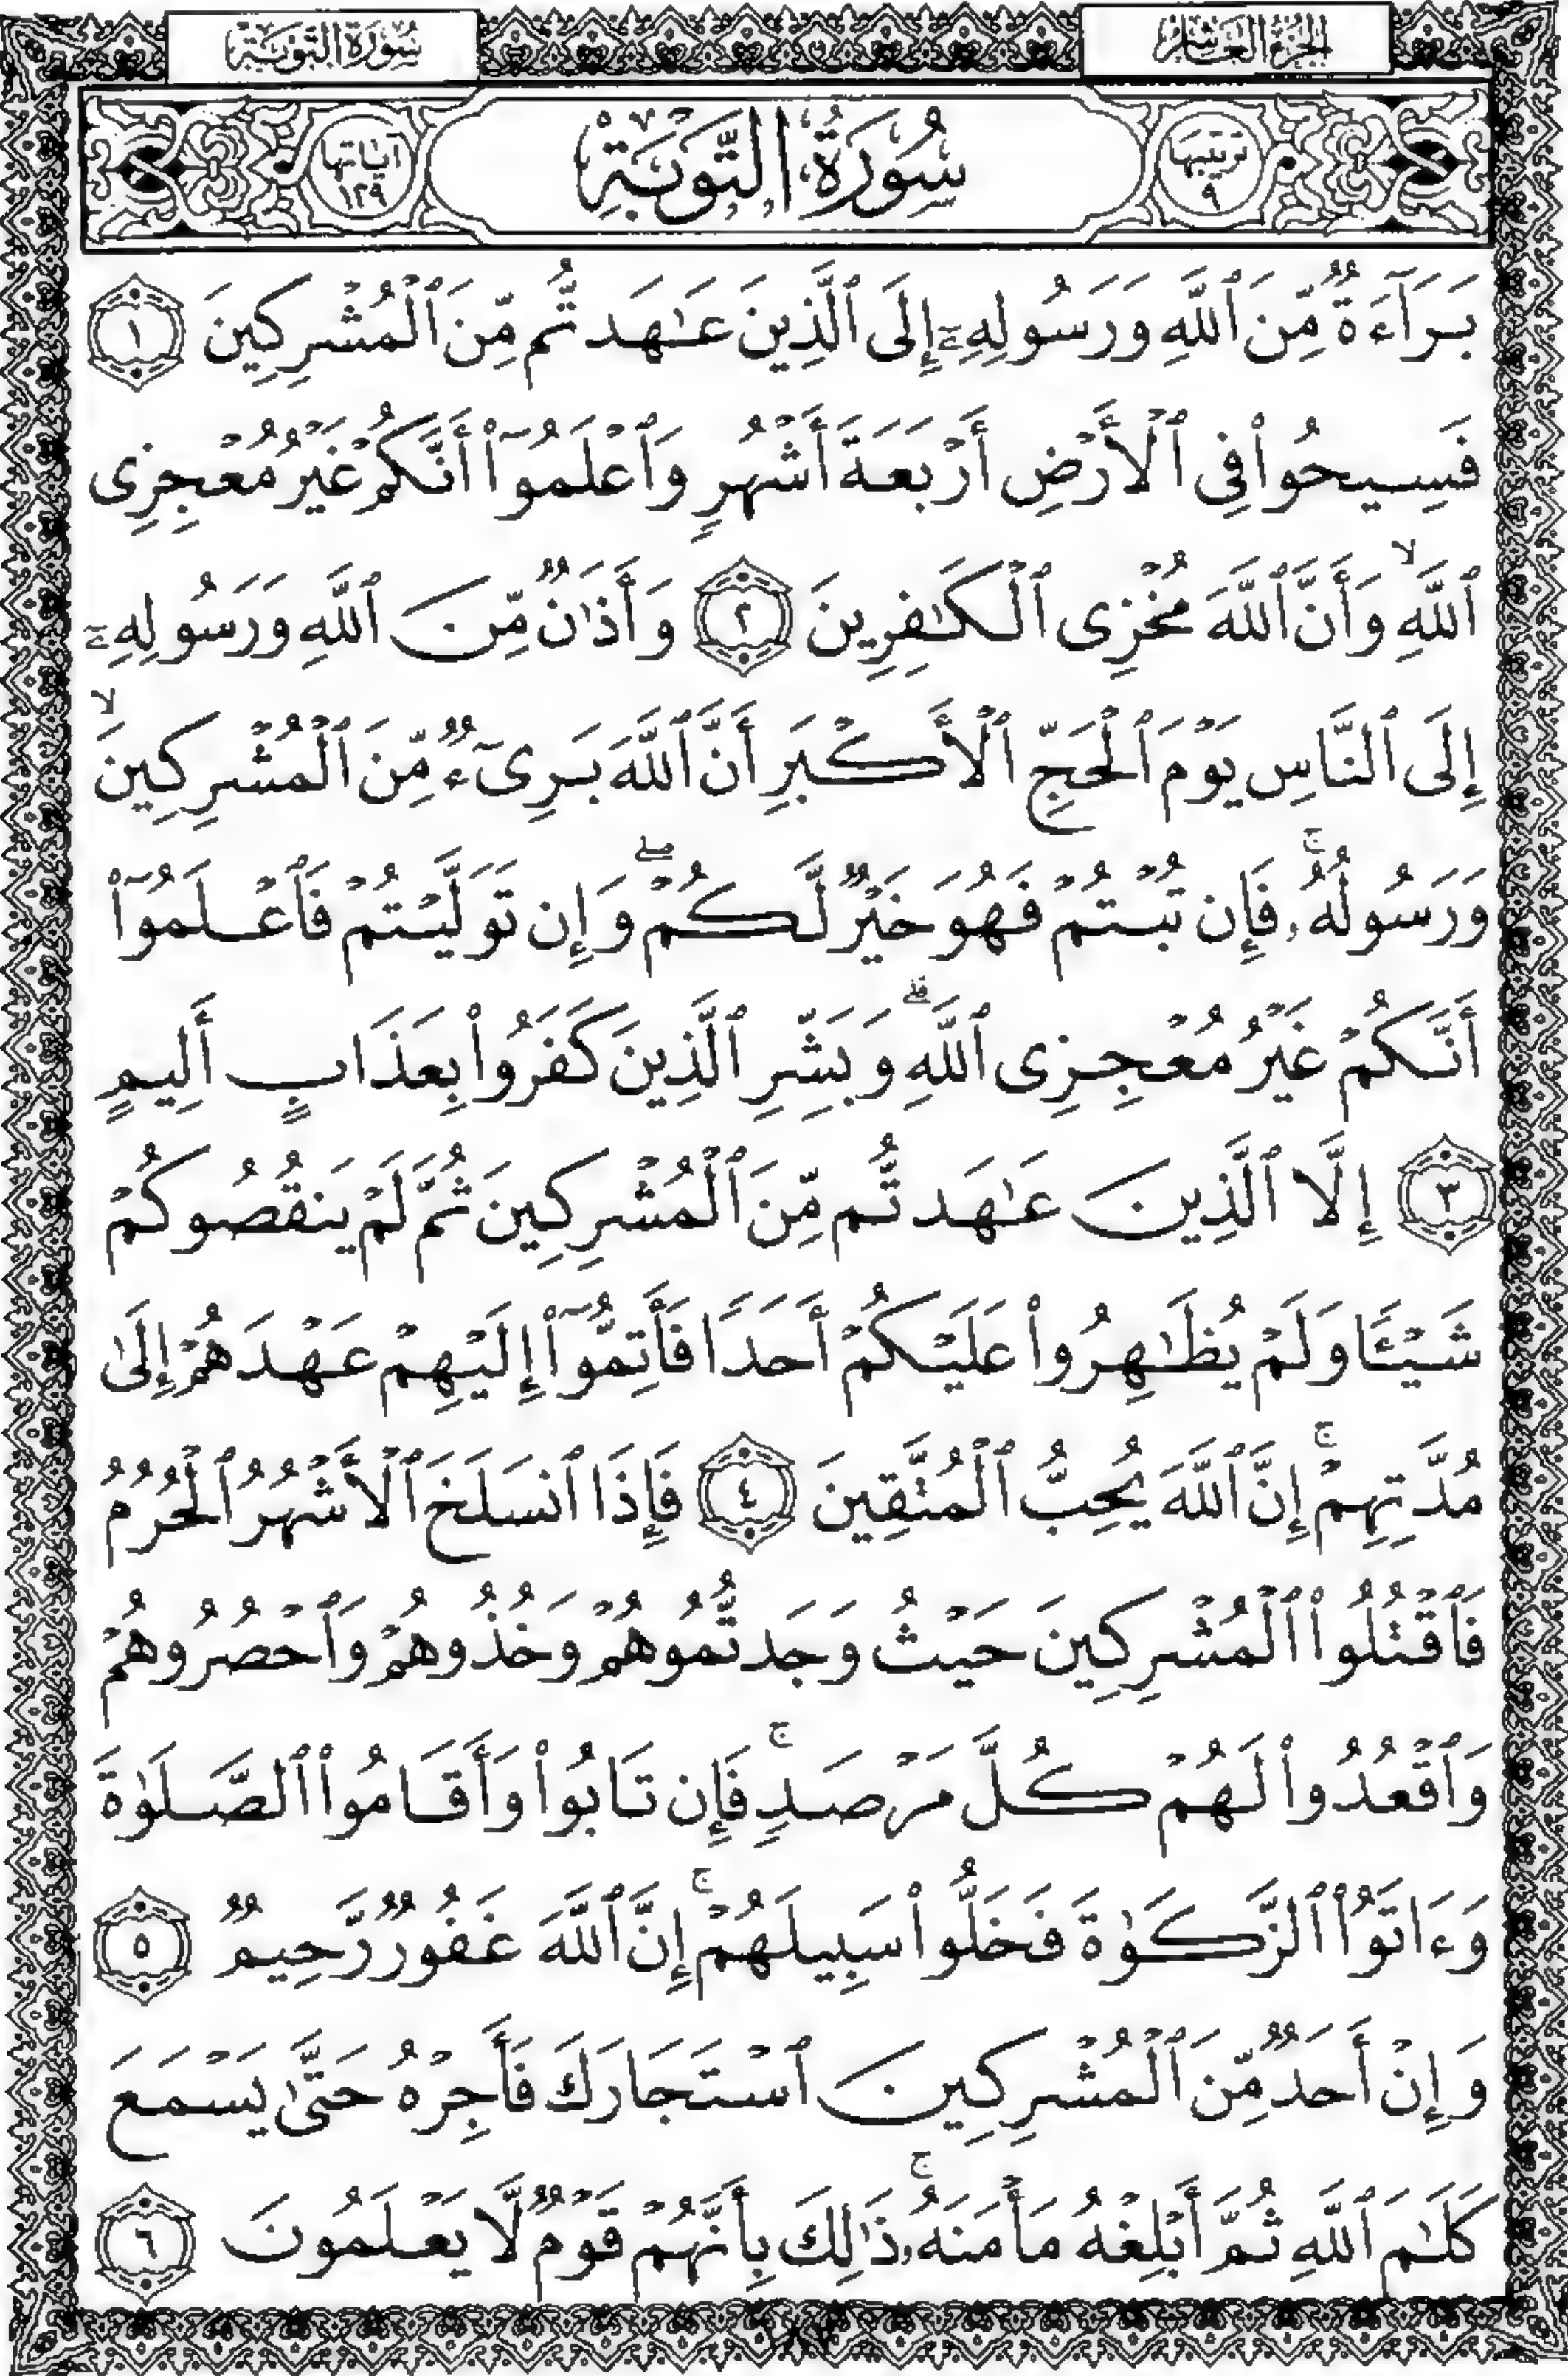 الجزء العاشر سورة التوبة
ترتيبها ٩ سُورَةُ التَّوْبَةِ آياتها ١٢٩
بَرَآءَةٌ مِّنَ ٱللَّهِ وَرَسُولِهِۦٓ إِلَى ٱلَّذِينَ عَـٰهَدتُّم مِّنَ ٱلْمُشْرِكِينَ ١
فَسِيحُوا۟ فِى ٱلْأَرْضِ أَرْبَعَةَ أَشْهُرٍ وَٱعْلَمُوٓا۟ أَنَّكُمْ غَيْرُ مُعْجِزِى
ٱللَّهِ ۙ وَأَنَّ ٱللَّهَ مُخْزِى ٱلْكَـٰفِرِينَ ٢ وَأَذَٰنٌ مِّنَ ٱللَّهِ وَرَسُولِهِۦٓ
إِلَى ٱلنَّاسِ يَوْمَ ٱلْحَجِّ ٱلْأَكْبَرِ أَنَّ ٱللَّهَ بَرِىٓءٌ مِّنَ ٱلْمُشْرِكِينَ ۙ
وَرَسُولُهُۥ ۚ فَإِن تُبْتُمْ فَهُوَ خَيْرٌ لَّكُمْ ۖ وَإِن تَوَلَّيْتُمْ فَٱعْلَمُوٓا۟
أَنَّكُمْ غَيْرُ مُعْجِزِى ٱللَّهِ ۗ وَبَشِّرِ ٱلَّذِينَ كَفَرُوا۟ بِعَذَابٍ أَلِيمٍ
٣ إِلَّا ٱلَّذِينَ عَـٰهَدتُّم مِّنَ ٱلْمُشْرِكِينَ ثُمَّ لَمْ يَنقُصُوكُمْ
شَيْـًٔا وَلَمْ يُظَـٰهِرُوا۟ عَلَيْكُمْ أَحَدًا فَأَتِمُّوٓا۟ إِلَيْهِمْ عَهْدَهُمْ إِلَىٰ
مُدَّتِهِمْ ۚ إِنَّ ٱللَّهَ يُحِبُّ ٱلْمُتَّقِينَ ٤ فَإِذَا ٱنسَلَخَ ٱلْأَشْهُرُ ٱلْحُرُمُ
فَٱقْتُلُوا۟ ٱلْمُشْرِكِينَ حَيْثُ وَجَدتُّمُوهُمْ وَخُذُوهُمْ وَٱحْصُرُوهُمْ
وَٱقْعُدُوا۟ لَهُمْ كُلَّ مَرْصَدٍ ۚ فَإِن تَابُوا۟ وَأَقَامُوا۟ ٱلصَّلَوٰةَ
وَءَاتَوُا۟ ٱلزَّكَوٰةَ فَخَلُّوا۟ سَبِيلَهُمْ ۚ إِنَّ ٱللَّهَ غَفُورٌ رَّحِيمٌ ٥
وَإِنْ أَحَدٌ مِّنَ ٱلْمُشْرِكِينَ ٱسْتَجَارَكَ فَأَجِرْهُ حَتَّىٰ يَسْمَعَ
كَلَـٰمَ ٱللَّهِ ثُمَّ أَبْلِغْهُ مَأْمَنَهُۥ ۚ ذَٰلِكَ بِأَنَّهُمْ قَوْمٌ لَّا يَعْلَمُونَ ٦